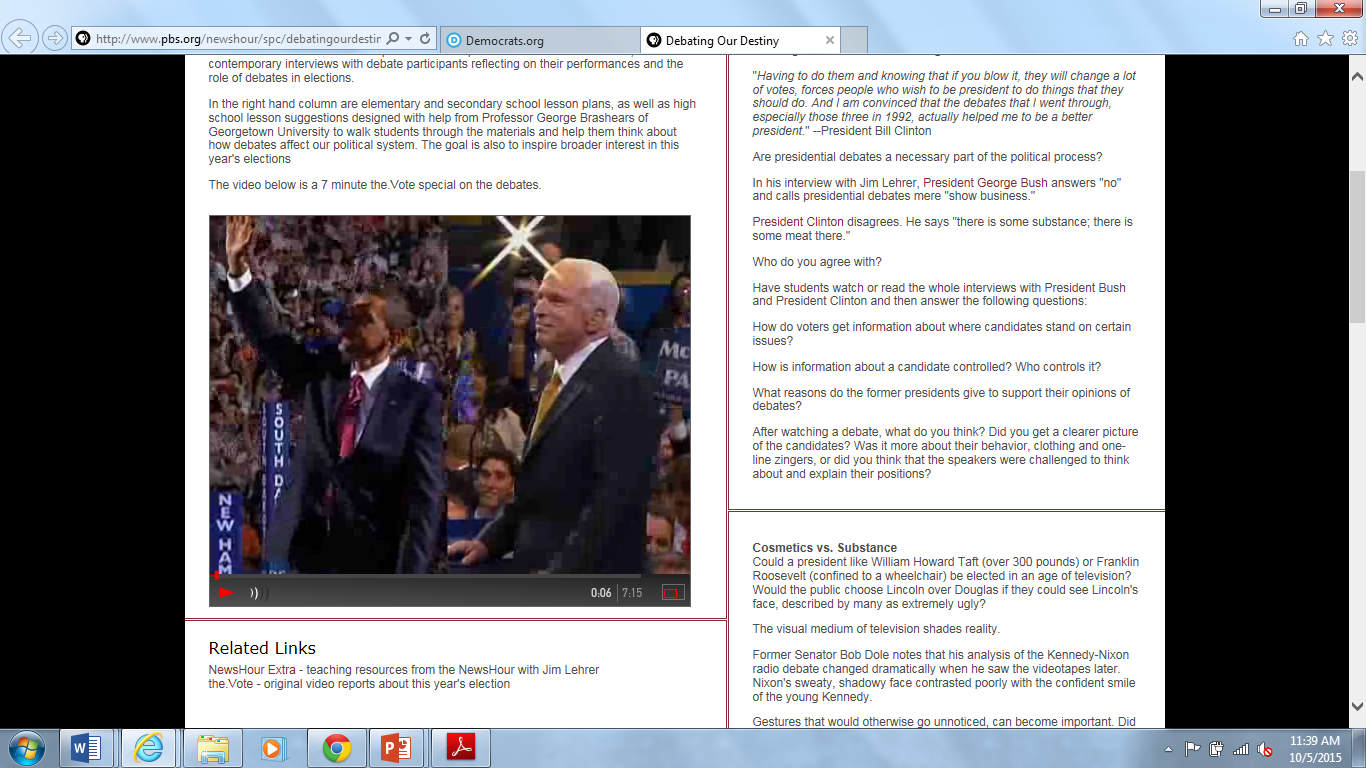 http://www.pbs.org/newshour/spc/debatingourdestir
Democrats.org
Debating Our Destiny
contemporary interviews with debate participants reflecting on their performances and the
role of debates in elections.
In the right hand column are elementary and secondary school lesson plans, as well as high
school lesson suggestions designed with help from Professor George Brashears of
Georgetown University to walk students through the materials and help them think about
how debates affect our political system. The goal is also to inspire broader interest in this
year's elections
The video below is a 7 minute the.Vote special on the debates.
SOUTH DA
NEW HAM
Mc
PA
0:06 7:15
Related Links
NewsHour Extra - teaching resources from the NewsHour with Jim Lehrer
the.Vote - original video reports about this year's election
"Having to do them and knowing that if you blow it, they will change a lot
of votes, forces people who wish to be president to do things that they
should do. And I am convinced that the debates that I went through,
especially those three in 1992, actually helped me to be a better
president." --President Bill Clinton
Are presidential debates a necessary part of the political process?
In his interview with Jim Lehrer, President George Bush answers "no"
and calls presidential debates mere "show business."
President Clinton disagrees. He says "there is some substance; there is
some meat there."
Who do you agree with?
Have students watch or read the whole interviews with President Bush
and President Clinton and then answer the following questions:
How do voters get information about where candidates stand on certain
issues?
How is information about a candidate controlled? Who controls it?
What reasons do the former presidents give to support their opinions of
debates?
After watching a debate, what do you think? Did you get a clearer picture
of the candidates? Was it more about their behavior, clothing and one-
line zingers, or did you think that the speakers were challenged to think
about and explain their positions?
Cosmetics vs. Substance
Could a president like William Howard Taft (over 300 pounds) or Franklin
Roosevelt (confined to a wheelchair) be elected in an age of television?
Would the public choose Lincoln over Douglas if they could see Lincoln's
face, described by many as extremely ugly?
The visual medium of television shades reality.
Former Senator Bob Dole notes that his analysis of the Kennedy-Nixon
radio debate changed dramatically when he saw the videotapes later.
Nixon's sweaty, shadowy face contrasted poorly with the confident smile
of the young Kennedy.
Gestures that would otherwise go unnoticed, can become important. Did
11:39 AM
10/5/2015